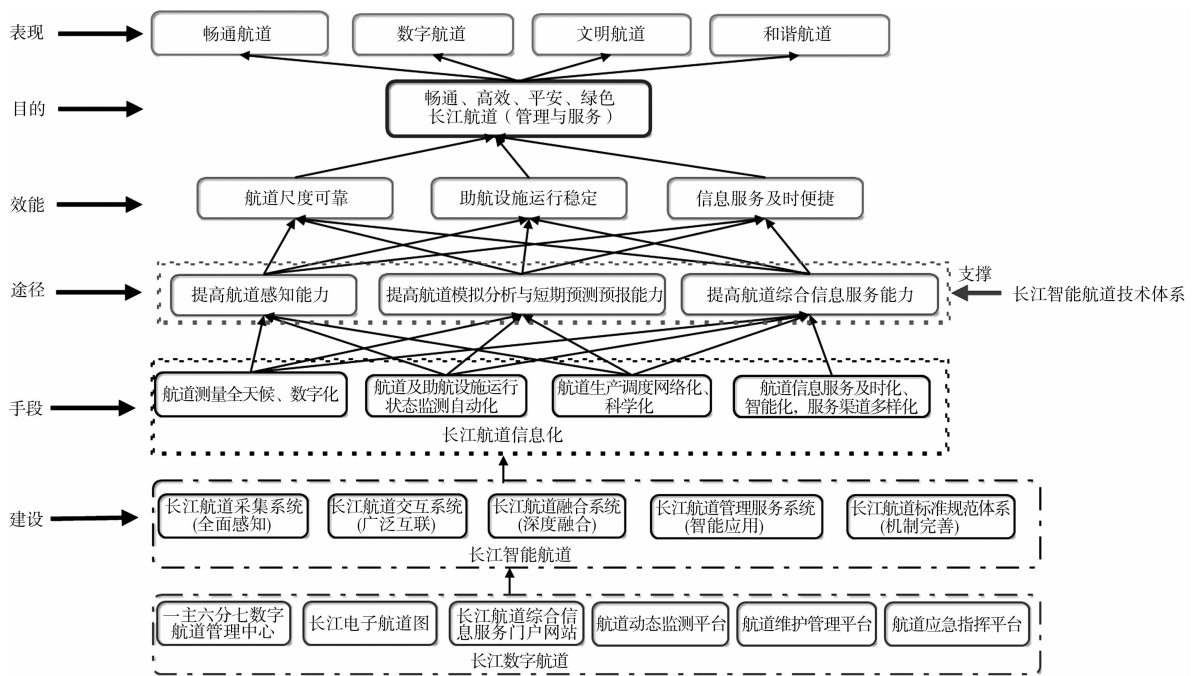 表现
畅通航道
数字航道
文明航道
和谐航道
目的
畅通、高效、平安、绿色
长江航道（管理与服务）
效能
航道尺度可靠
助航设施运行稳定
信息服务及时便捷
途径
提高航道感知能力
提高航道模拟分析与短期预测预报能力
提高航道综合信息服务能力
支撑
长江智能航道技术体系
手段
航道测量全天候、数字化
航道及助航设施运行
状态监测自动化
航道生产调度网络化、
科学化
航道信息服务及时化、
智能化，服务渠道多样化
长江航道信息化
建设
长江航道采集系统
(全面感知)
长江航道交互系统
(广泛互联)
长江航道融合系统
(深度融合)
长江航道管理服务系统
(智能应用)
长江航道标准规范体系
(机制完善)
长江智能航道
一主六分七数字
航道管理中心
长江电子航道图
长江航道综合信
息服务门户网站
航道动态监测平台
航道维护管理平台
航道应急指挥平台
长江数字航道